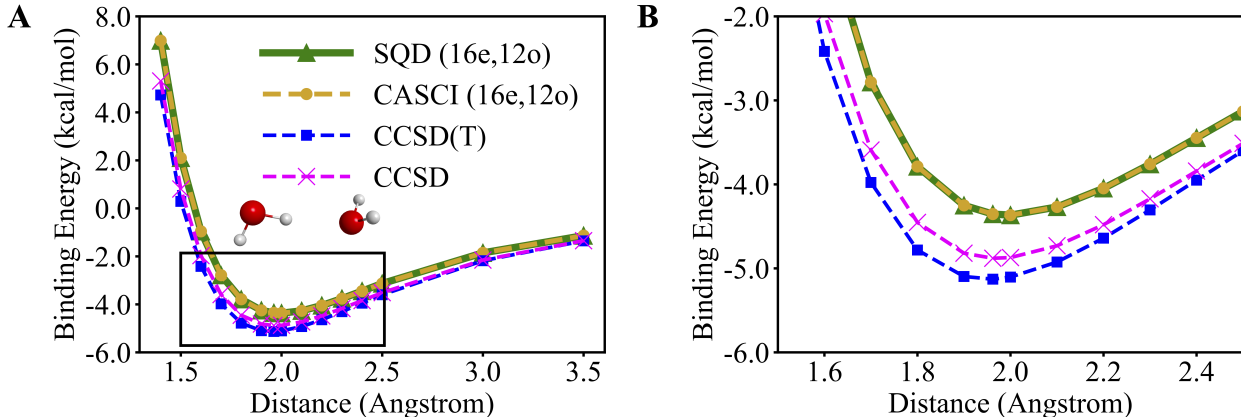 A
Binding Energy (kcal/mol)
8.0
6.0
4.0
2.0
0.0
-2.0
-4.0
-6.0
SQD (16e,12o)
CASCI (16e,12o)
CCSD(T)
CCSD
1.5
2.0
2.5
3.0
3.5
Distance (Angstrom)
B
Binding Energy (kcal/mol)
-2.0
-3.0
-4.0
-5.0
-6.0
1.6
1.8
2.0
2.2
2.4
Distance (Angstrom)